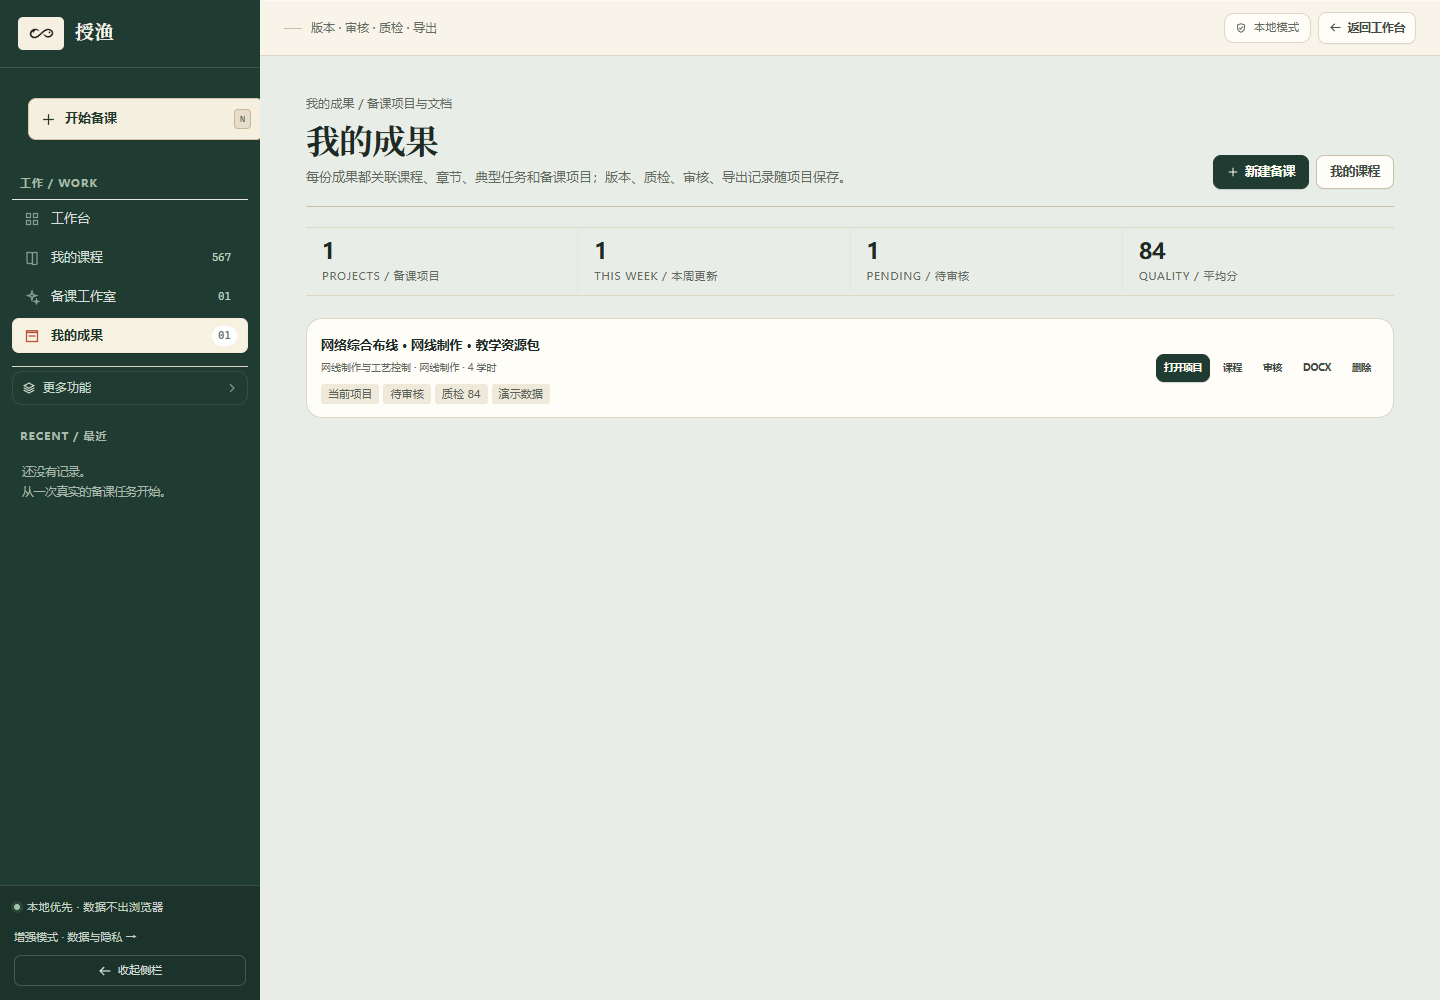 授渔
开始备课
N
工作 / WORK
工作台
我的课程 567
备课工作室 01
我的成果 01
更多功能
RECENT / 最近
还没有记录。
从一次真实的备课任务开始。
本地优先 · 数据不出浏览器
增强模式 · 数据与隐私 →
← 收起侧栏
版本 · 审核 · 质检 · 导出
本地模式
← 返回工作台
我的成果 / 备课项目与文档
我的成果
每份成果都关联课程、章节、典型任务和备课项目；版本、质检、审核、导出记录随项目保存。
+ 新建备课
我的课程
1
PROJECTS / 备课项目
1
THIS WEEK / 本周更新
1
PENDING / 待审核
84
QUALITY / 平均分
网络综合布线 • 网线制作 • 教学资源包
网线制作与工艺控制 · 网线制作 · 4 学时
当前项目 待审核 质检 84 演示数据
打开项目 课程 审核 DOCX 删除